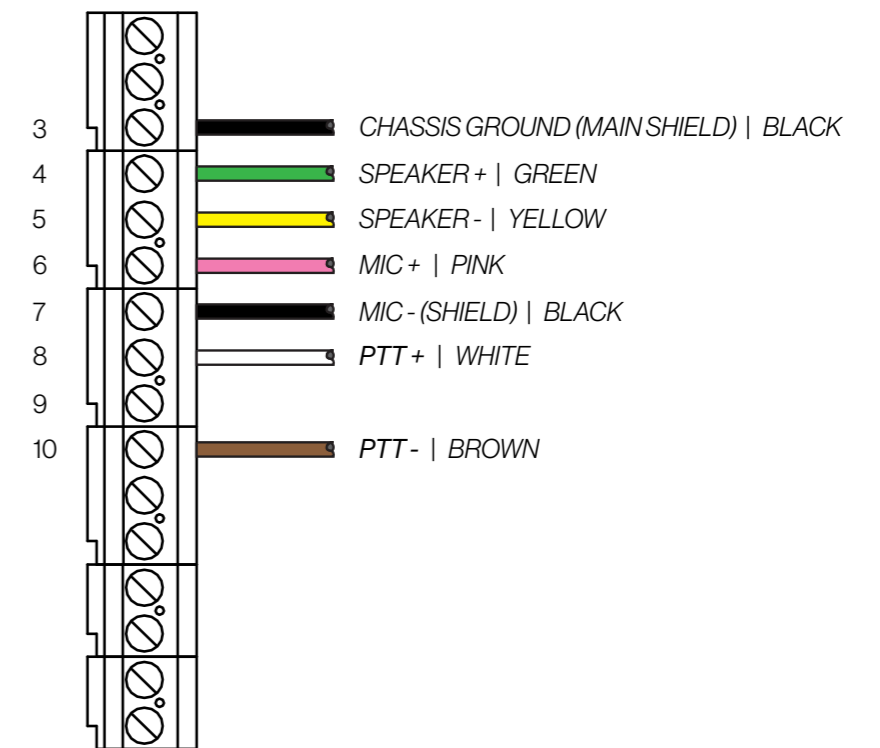 3 CHASSIS GROUND (MAIN SHIELD) | BLACK
4 SPEAKER + | GREEN
5 SPEAKER - | YELLOW
6 MIC + | PINK
7 MIC - (SHIELD) | BLACK
8 PTT + | WHITE
9
10 PTT - | BROWN